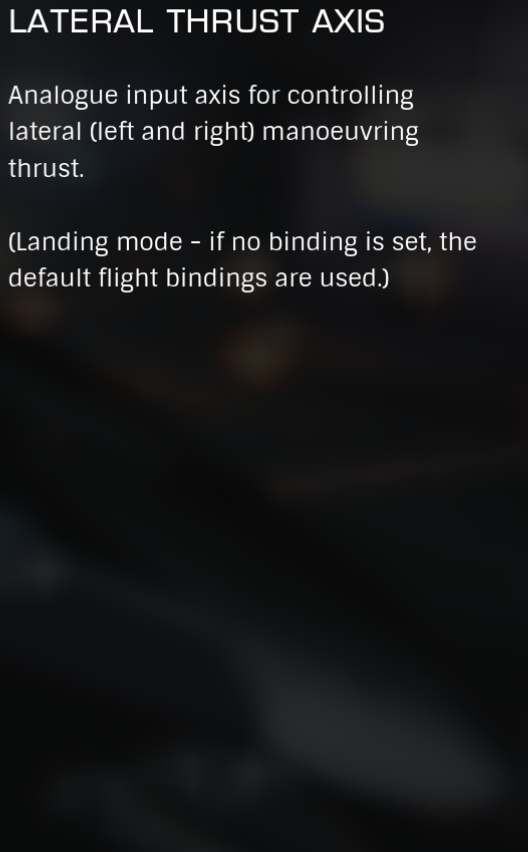 LATERAL THRUST AXIS
Analogue input axis for controlling
lateral (left and right) manoeuvring
thrust.
(Landing mode - if no binding is set, the
default flight bindings are used.)